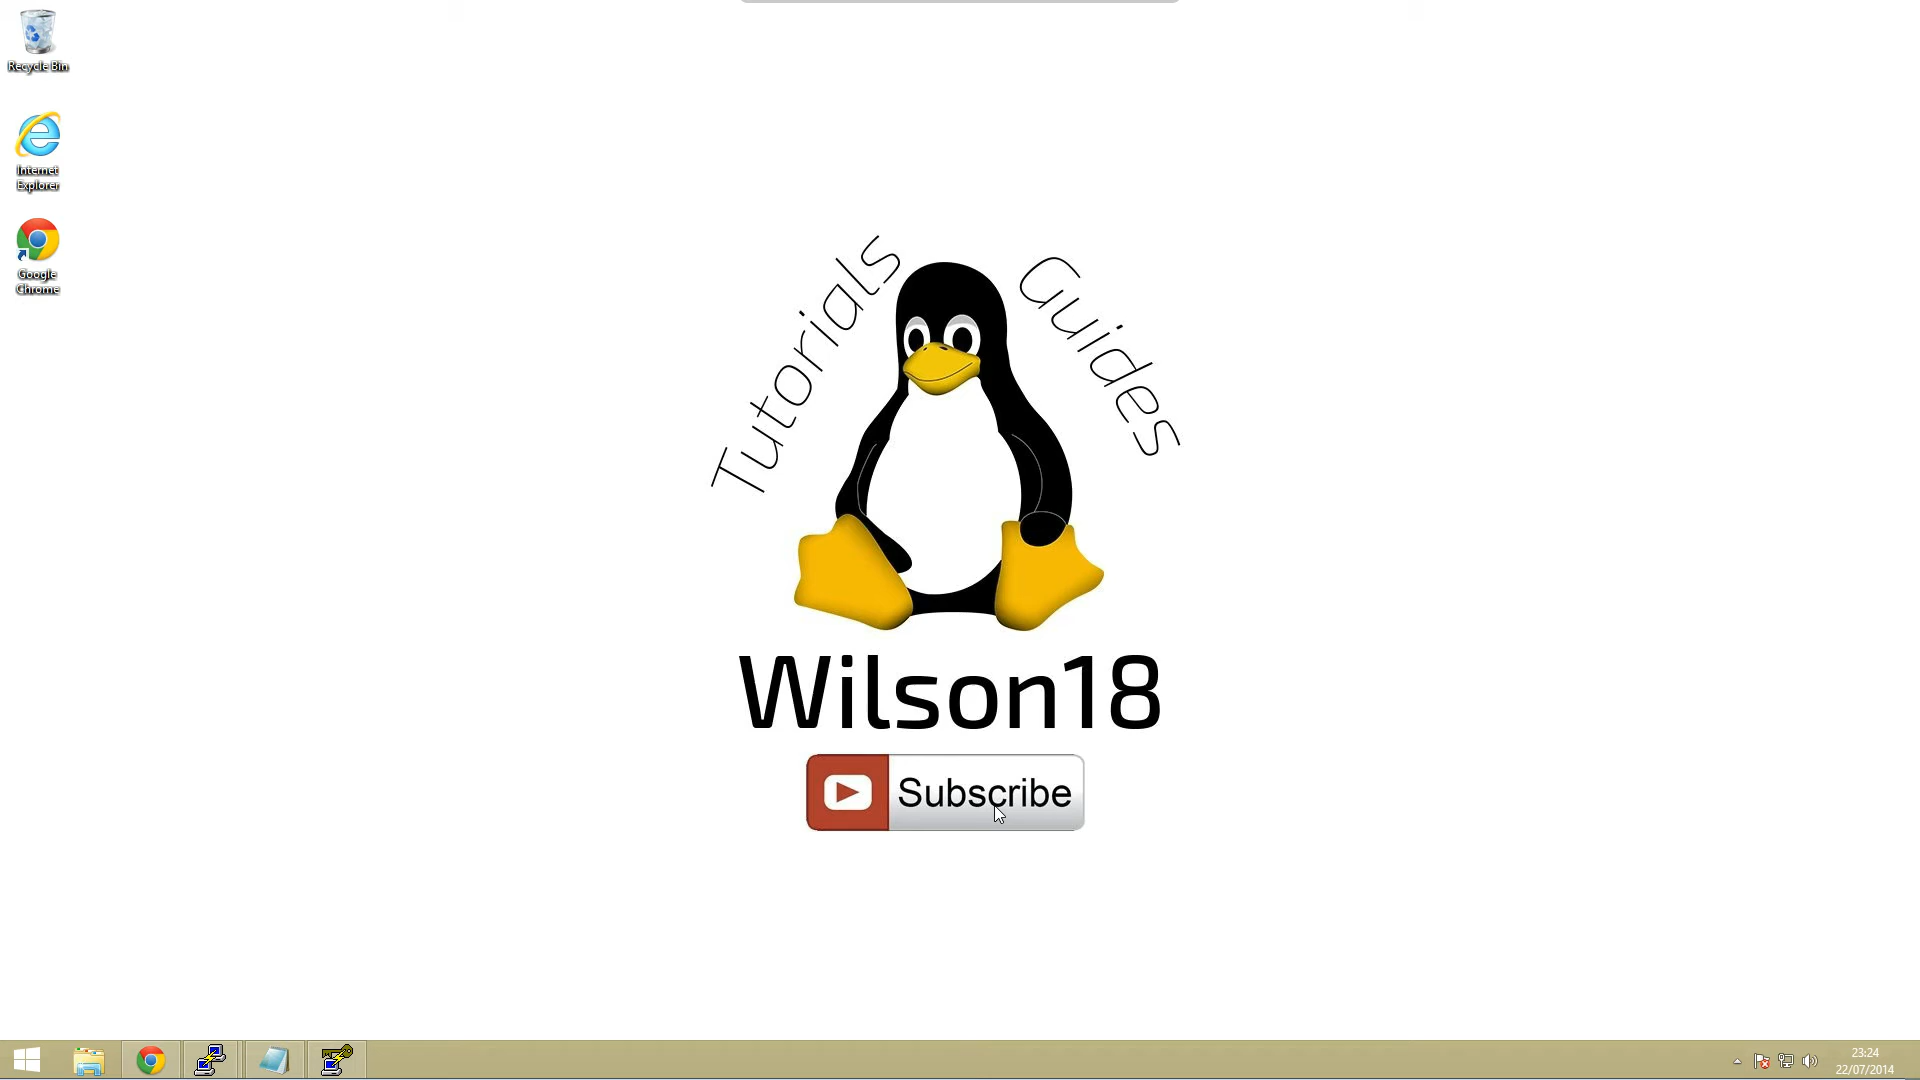 Recycle Bin
Internet
Explorer
Google
Chrome
Tutorials
Guides
Wilson18
Subscribe
23:24
22/07/2014